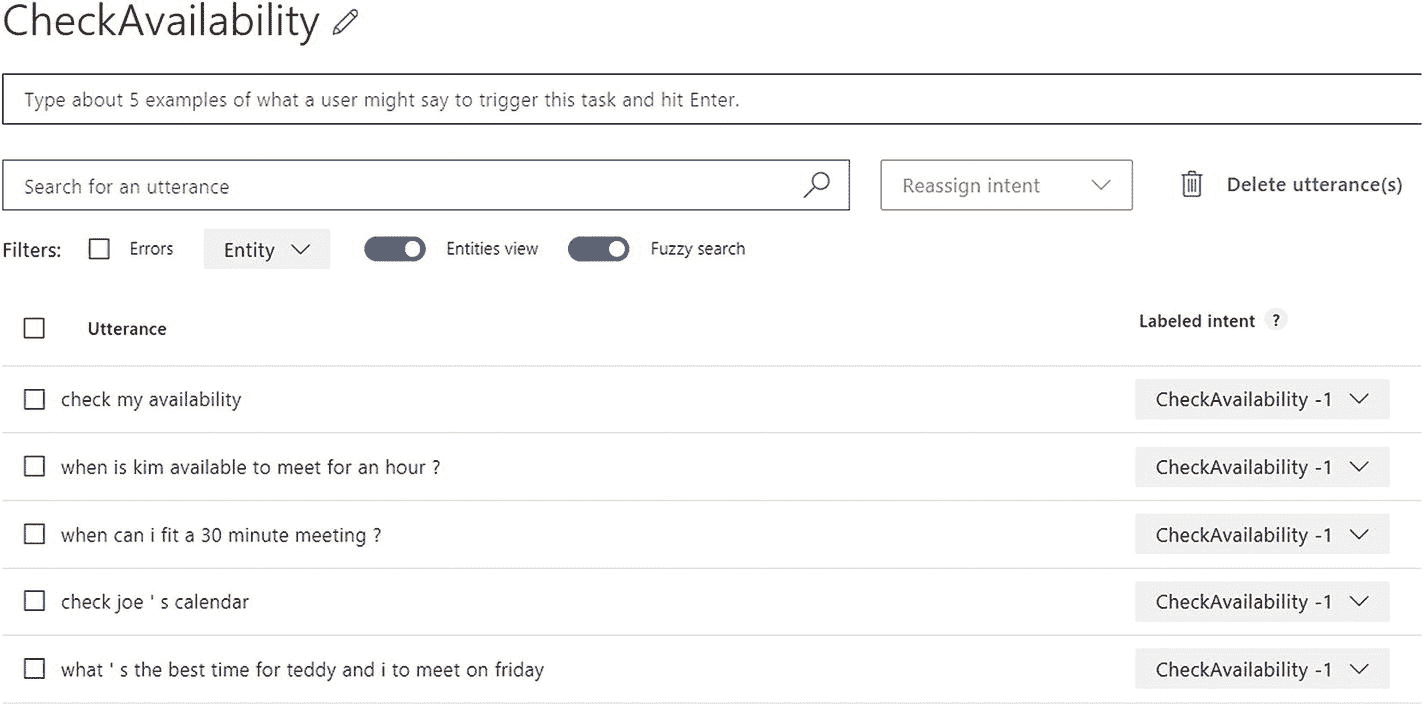 CheckAvailability
Type about 5 examples of what a user might say to trigger this task and hit Enter.
Search for an utterance
Reassign intent
Delete utterance(s)
Filters: Errors Entity Entities view Fuzzy search
Utterance Labeled intent ?
check my availability CheckAvailability -1
when is kim available to meet for an hour ? CheckAvailability -1
when can i fit a 30 minute meeting ? CheckAvailability -1
check joe ' s calendar CheckAvailability -1
what ' s the best time for teddy and i to meet on friday CheckAvailability -1